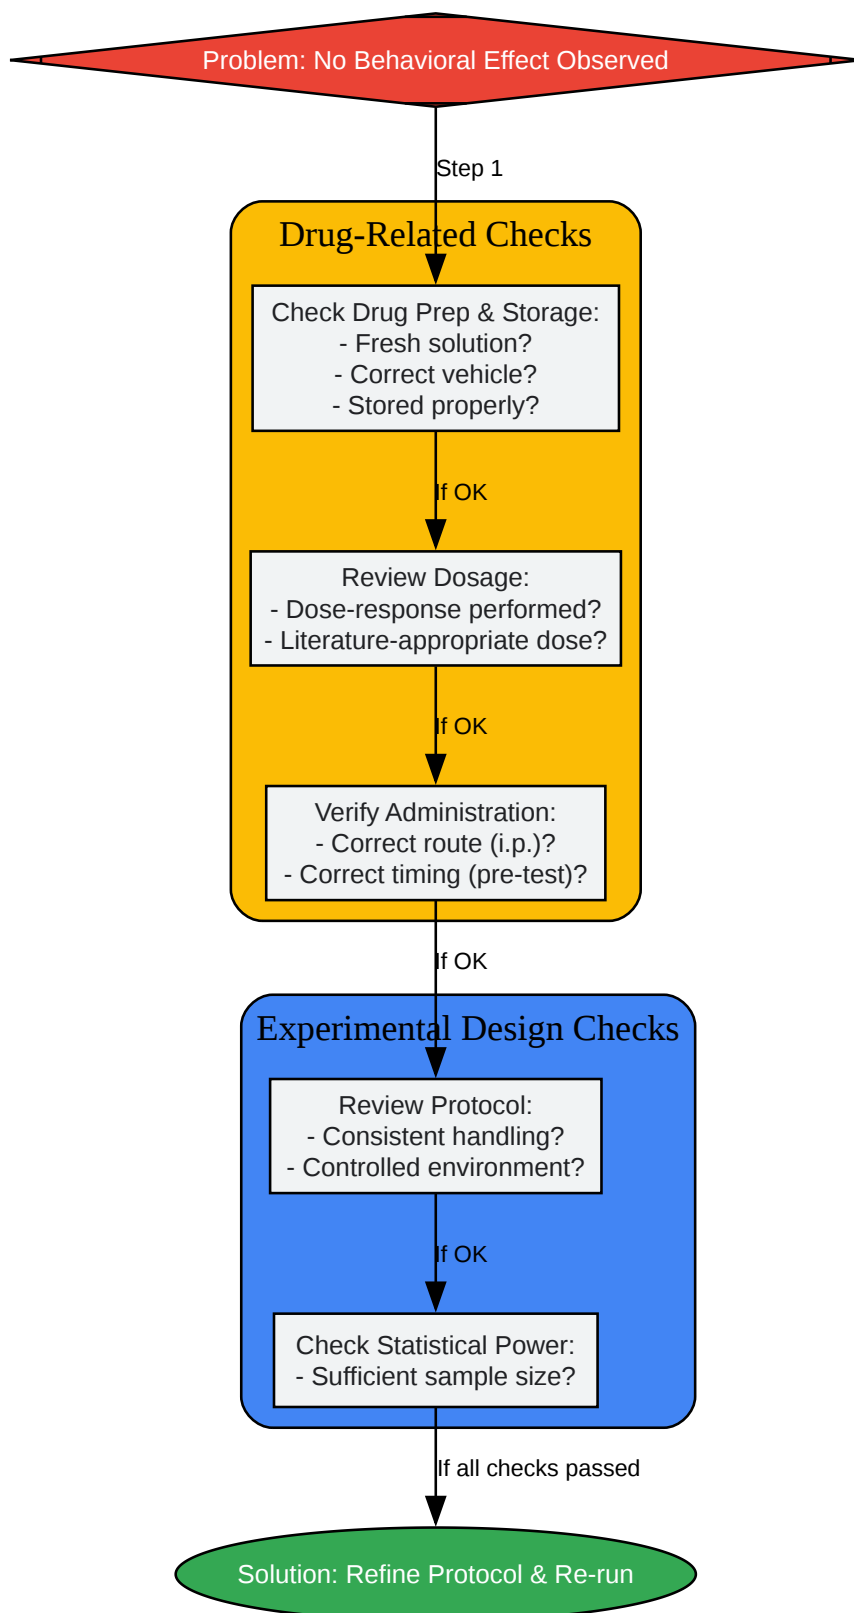 Problem: No Behavioral Effect Observed
Step 1
Drug-Related Checks
Check Drug Prep & Storage:
- Fresh solution?
- Correct vehicle?
- Stored properly?
If OK
Review Dosage:
- Dose-response performed?
- Literature-appropriate dose?
If OK
Verify Administration:
- Correct route (i.p.)?
- Correct timing (pre-test)?
If OK
Experimental Design Checks
Review Protocol:
- Consistent handling?
- Controlled environment?
If OK
Check Statistical Power:
- Sufficient sample size?
If all checks passed
Solution: Refine Protocol & Re-run